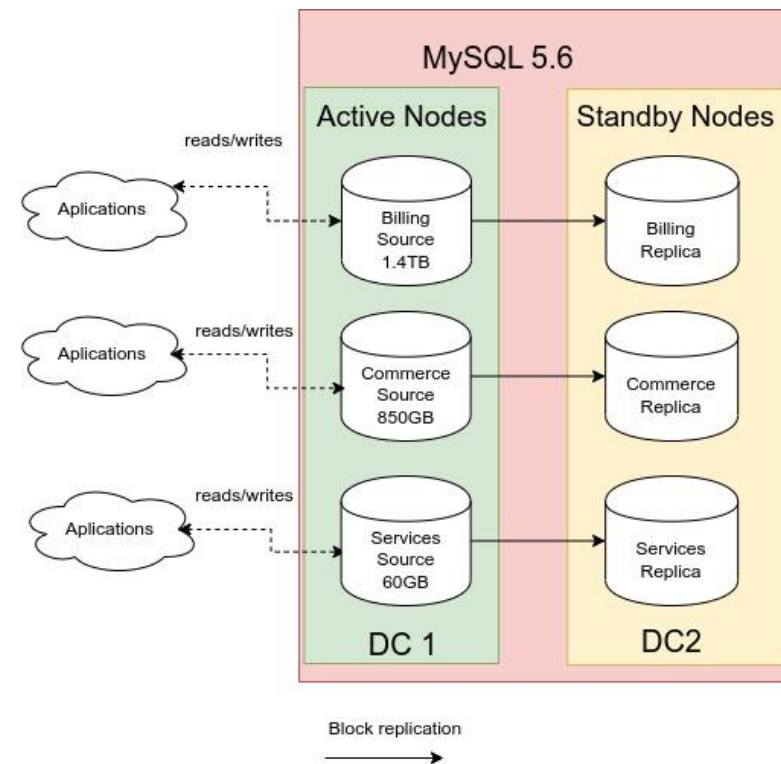 MySQL 5.6
Active Nodes
Standby Nodes
reads/writes
Aplications
Billing
Source
1.4TB
Billing
Replica
reads/writes
Aplications
Commerce
Source
850GB
Commerce
Replica
reads/writes
Aplications
Services
Source
60GB
Services
Replica
DC 1
DC2
Block replication